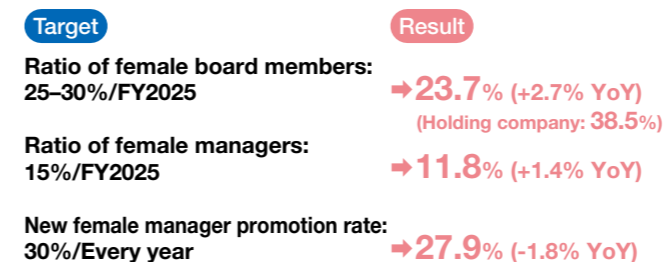 Target
Result
Ratio of female board members:
25–30%/FY2025
➡23.7% (+2.7% YoY)
(Holding company: 38.5%)
Ratio of female managers:
15%/FY2025
➡11.8% (+1.4% YoY)
New female manager promotion rate:
30%/Every year
➡27.9% (-1.8% YoY)